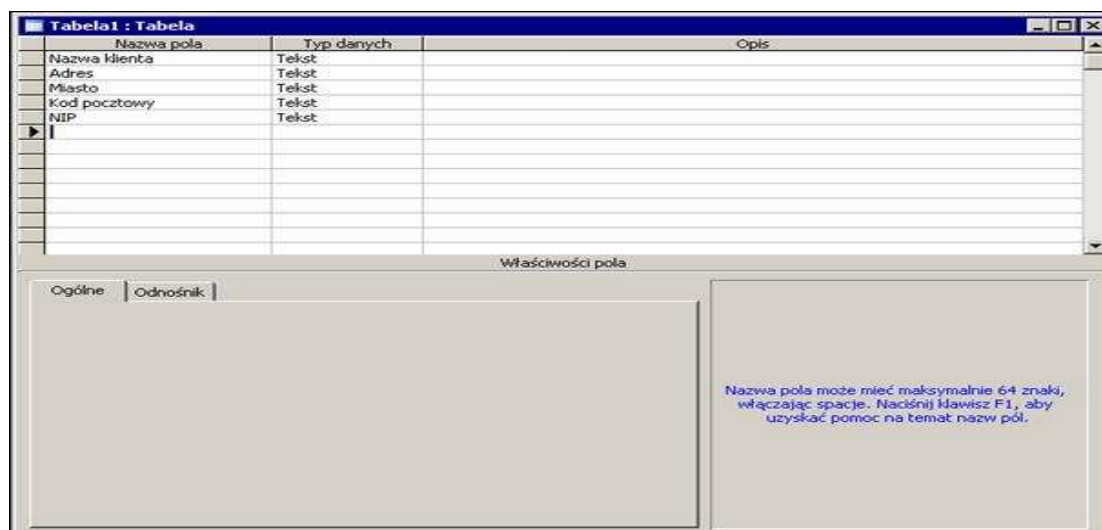 Tabela1 : Tabela
Nazwa pola Typ danych Opis
Nazwa klienta Tekst
Adres Tekst
Miasto Tekst
Kod pocztowy Tekst
NIP Tekst
Właściwości pola
Ogólne Odnośnik
Nazwa pola może mieć maksymalnie 64 znaki,
włączając spacje. Naciśnij klawisz F1, aby
uzyskać pomoc na temat nazw pól.